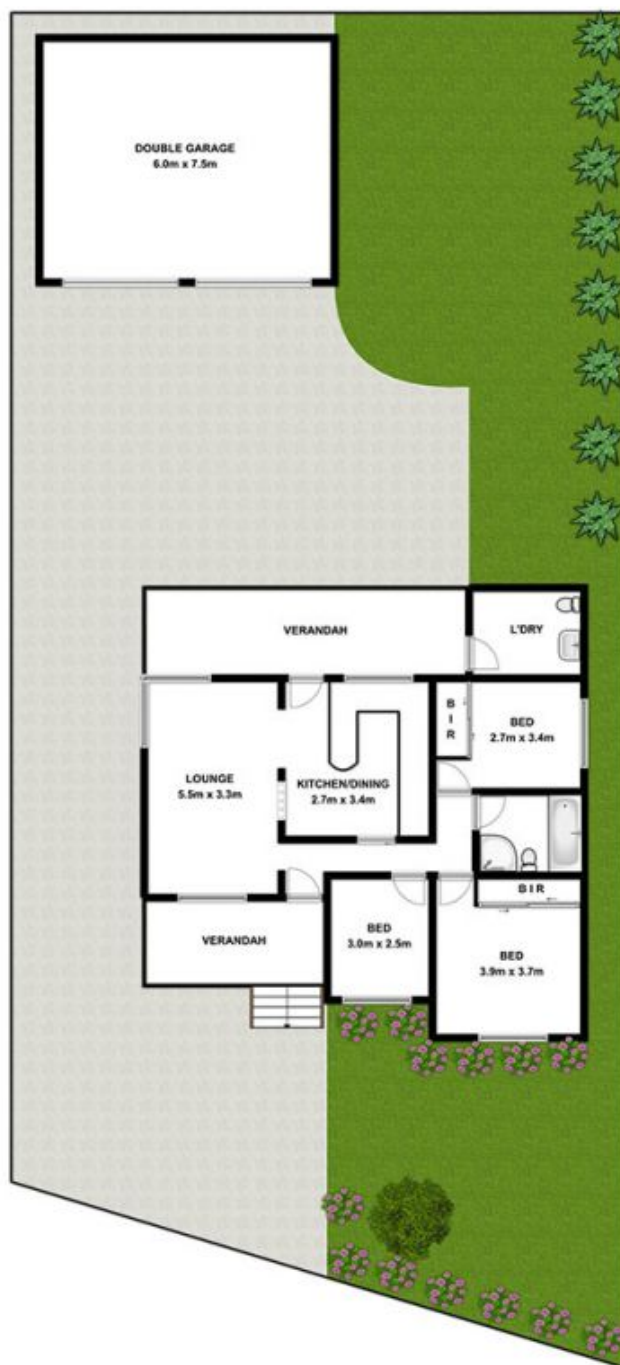 DOUBLE GARAGE
6.0m x 7.5m
VERANDAH
L'DRY
B
I
R
BED
2.7m x 3.4m
LOUNGE
5.5m x 3.3m
KITCHEN/DINING
2.7m x 3.4m
BIR
VERANDAH
BED
3.0m x 2.5m
BED
3.9m x 3.7m